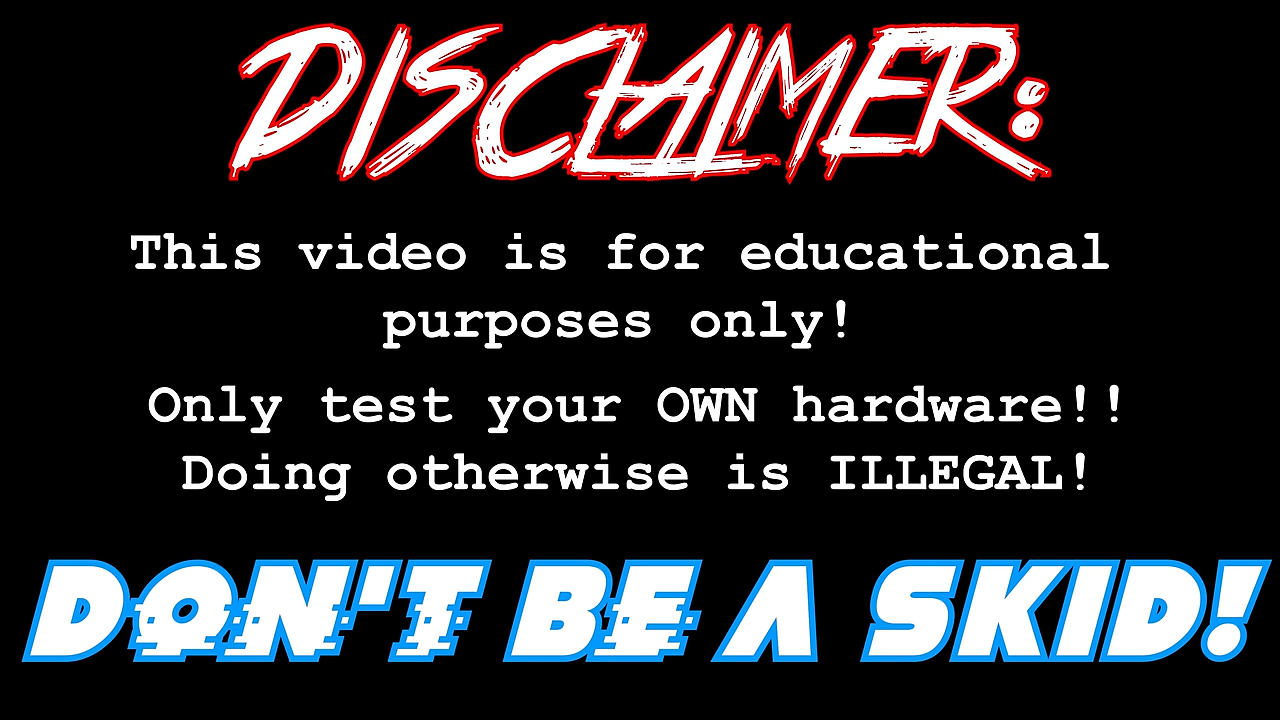 DISCLAIMER:
This video is for educational
purposes only!
Only test your OWN hardware!!
Doing otherwise is ILLEGAL!
DON'T BE A SKID!